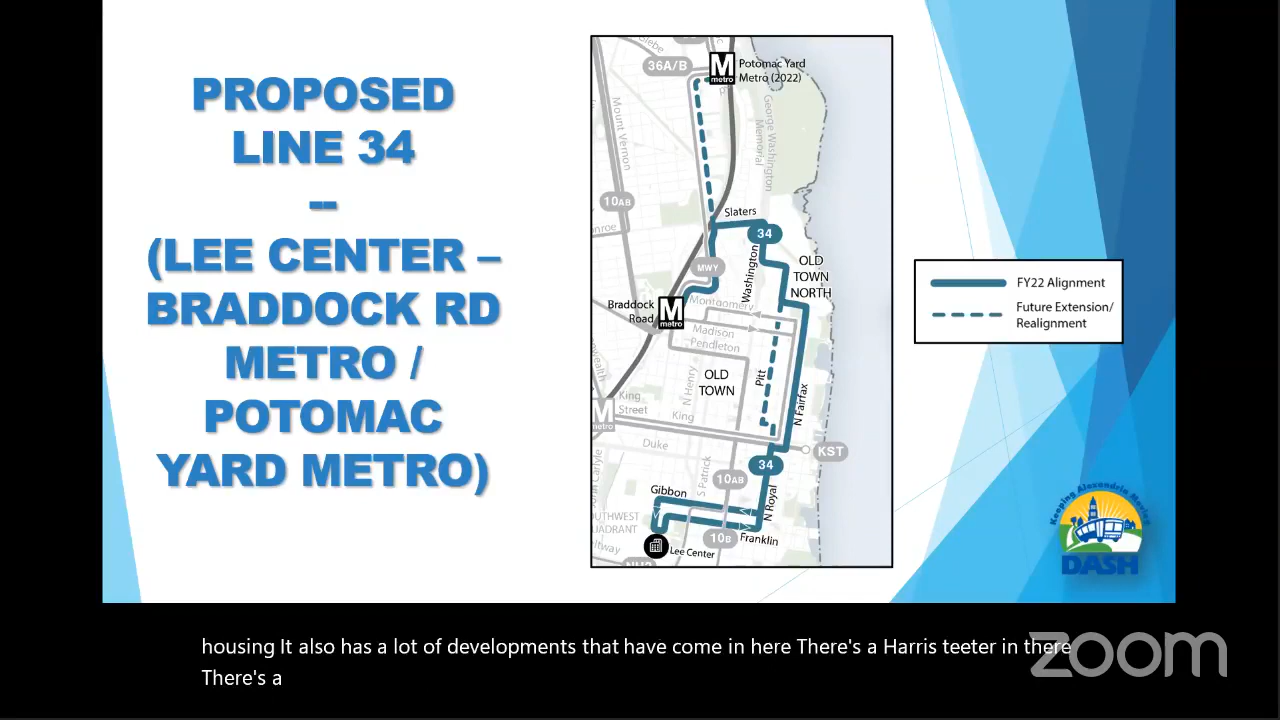 PROPOSED
LINE 34
--
(LEE CENTER –
BRADDOCK RD
METRO /
POTOMAC
YARD METRO)
36A/B
M
metro
Potomac Yard
Metro (2022)
Mount Vernon
George Washington
Memorial
10AB
Slaters
34
Washington
OLD
TOWN
NORTH
MWY
Braddock
Road
M
metro
Montgomery
Madison
Pendleton
OLD
TOWN
N Henry
Pitt
N Fairfax
M
metro
King
Street
King
KST
Duke
34
S Patrick
10AB
Gibbon
N Royal
10B
Franklin
Lee Center
FY22 Alignment
Future Extension/
Realignment
Keeping Alexandria Moving
DASH
housing It also has a lot of developments that have come in here There's a Harris teeter in there
There's a
zoom